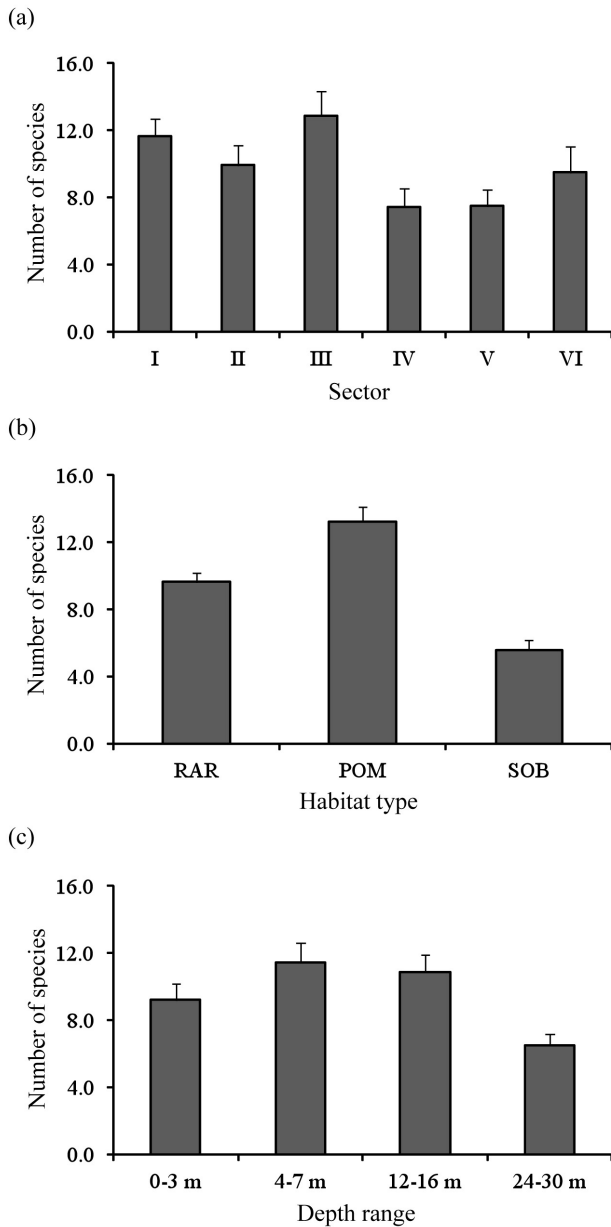 (a)
Number of species
16.0
12.0
8.0
4.0
0.0
I II III IV V VI
Sector
(b)
Number of species
16.0
12.0
8.0
4.0
0.0
RAR POM SOB
Habitat type
(c)
Number of species
16.0
12.0
8.0
4.0
0.0
0-3 m 4-7 m 12-16 m 24-30 m
Depth range